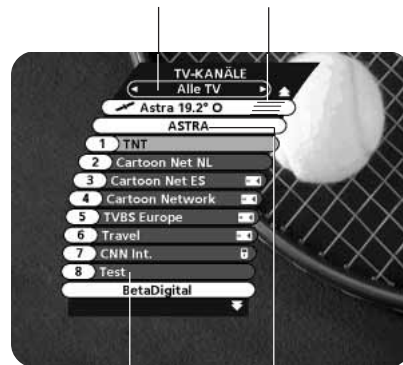 TV-KANÄLE
Alle TV
Astra 19.2° O
ASTRA
1 TNT
2 Cartoon Net NL
3 Cartoon Net ES
4 Cartoon Network
5 TVBS Europe
6 Travel
7 CNN Int.
8 Test
BetaDigital